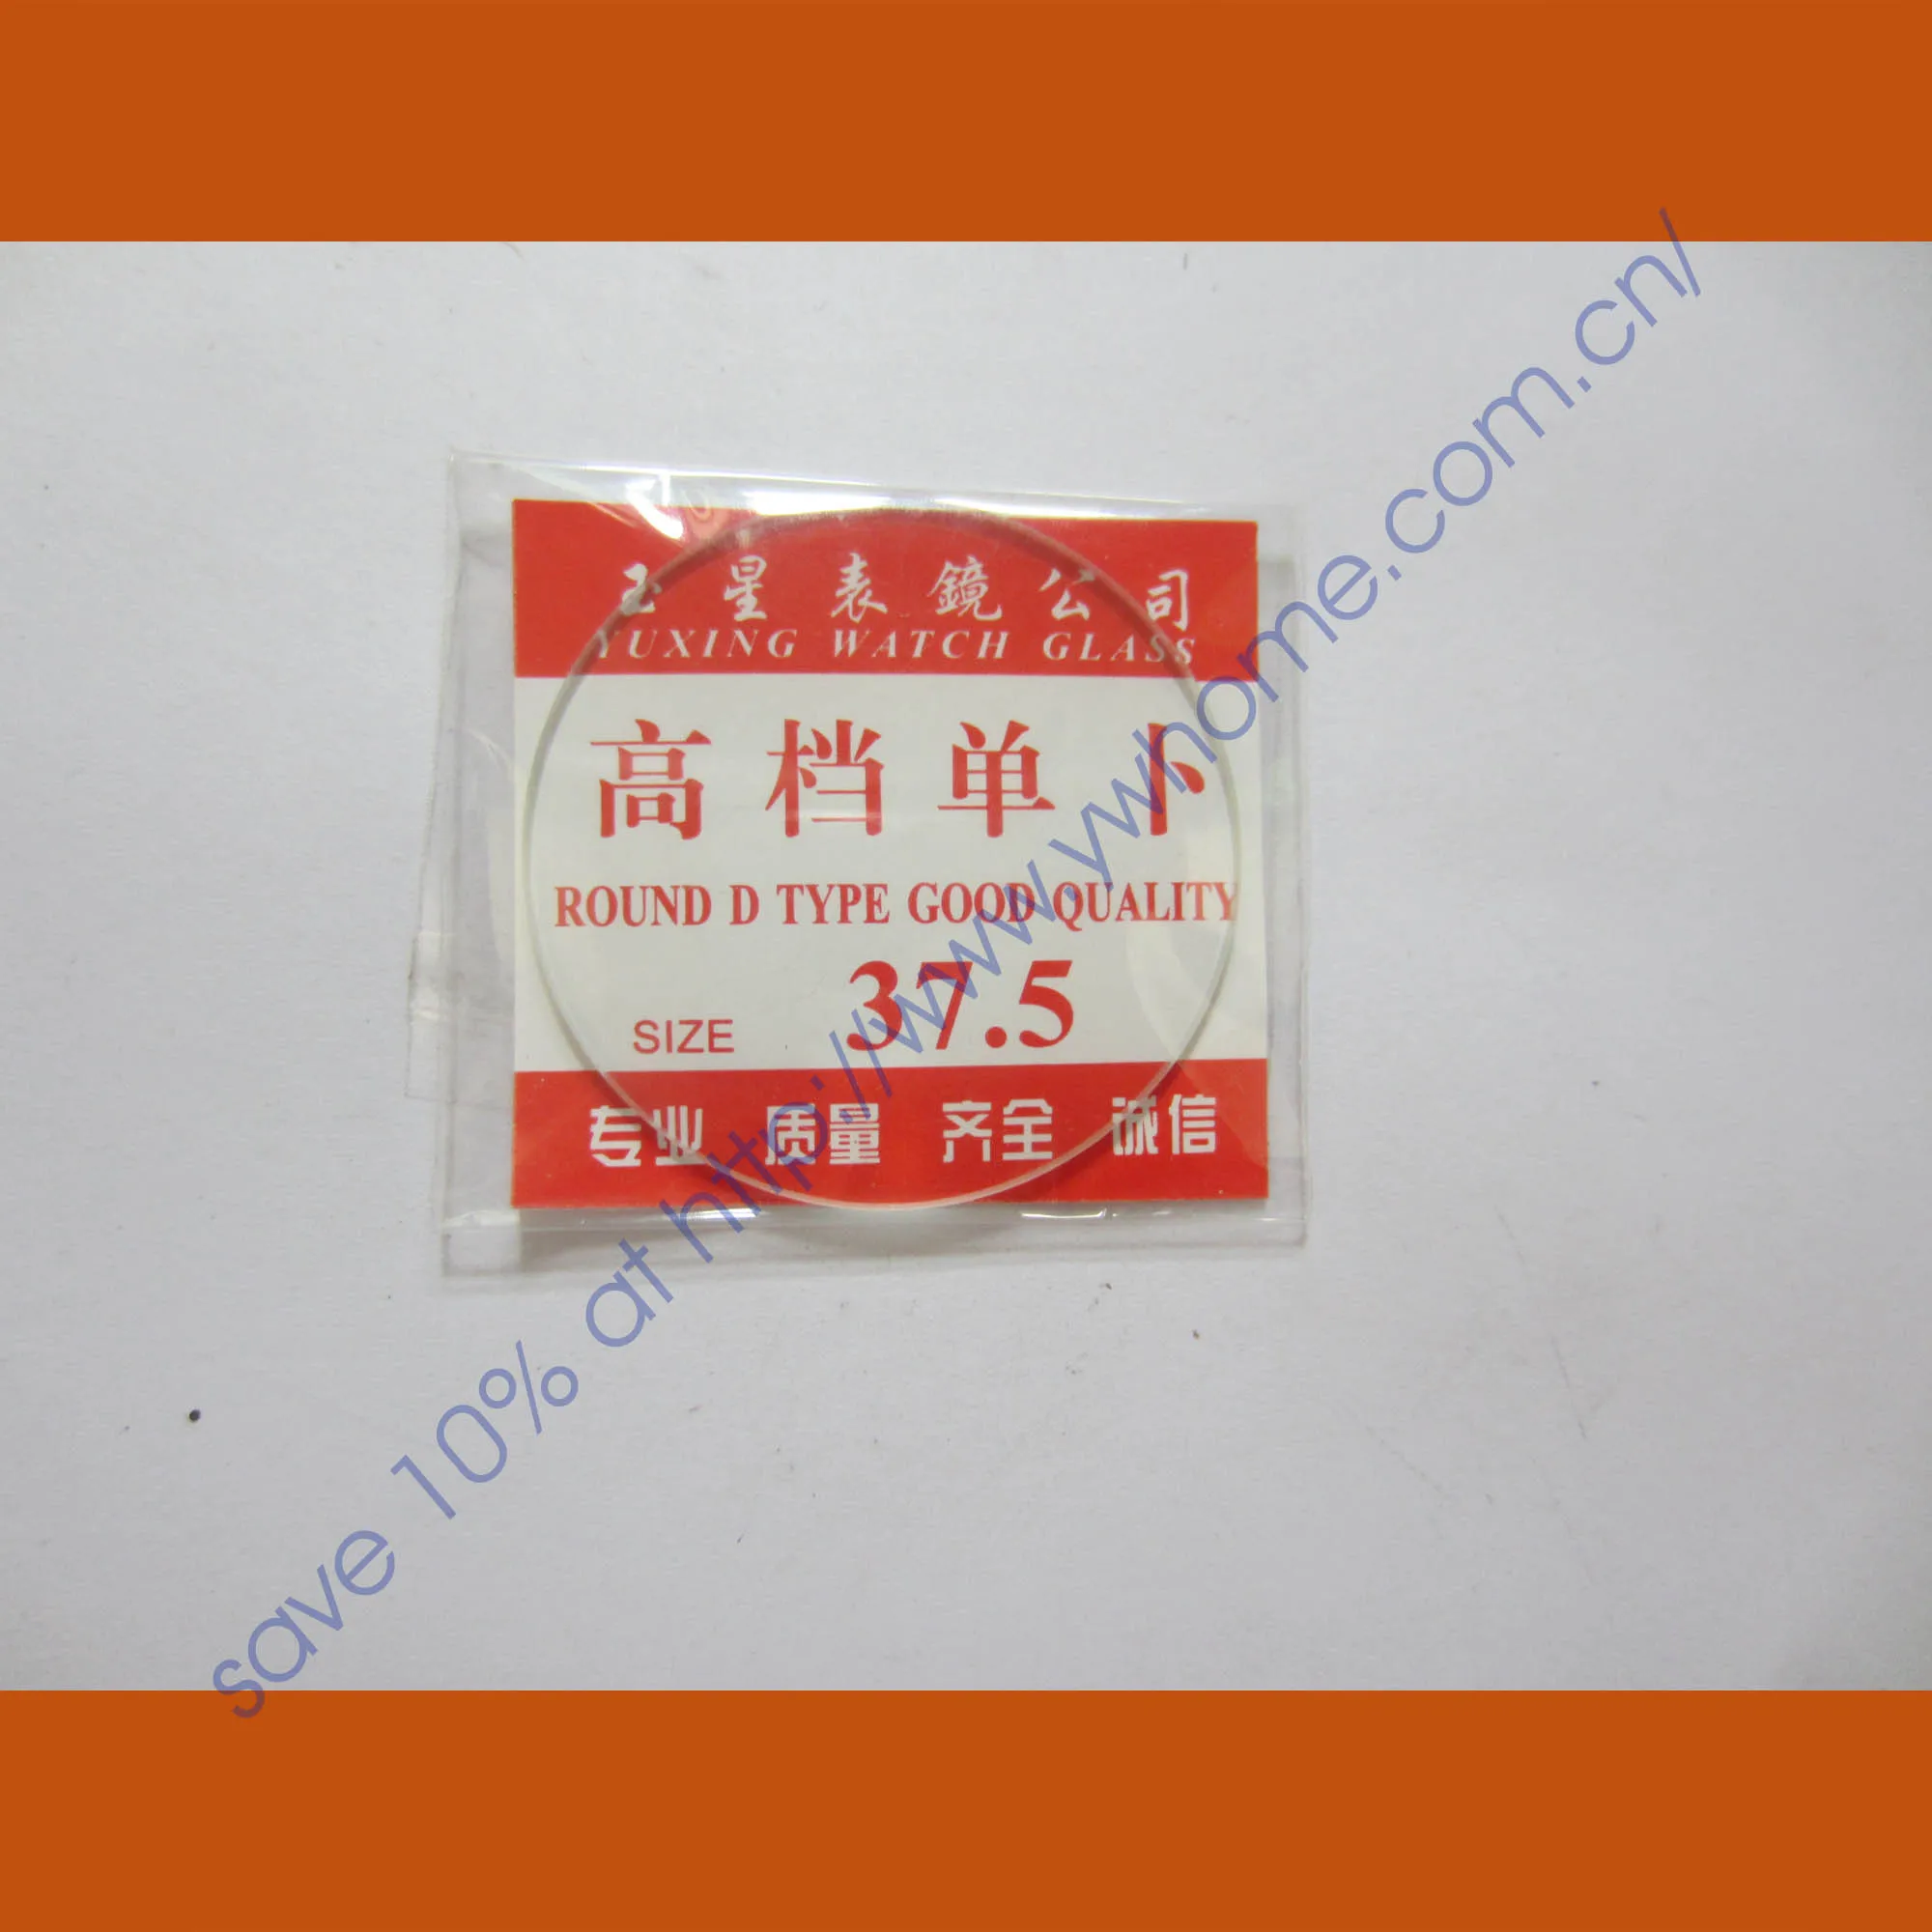 玉星表鏡公司
YUXING WATCH GLASS
高档单卜
ROUND D TYPE GOOD QUALITY
SIZE 37.5
专业 质量 齐全 诚信
save 10% at http://www.ywhome.com.cn/